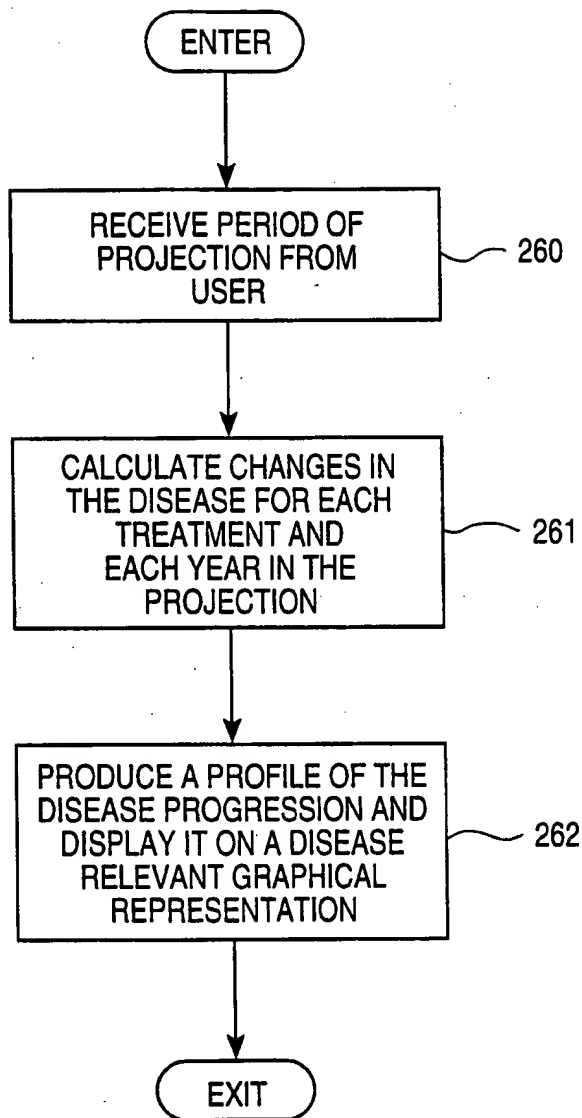 ENTER
RECEIVE PERIOD OF
PROJECTION FROM
USER
260
CALCULATE CHANGES IN
THE DISEASE FOR EACH
TREATMENT AND
EACH YEAR IN THE
PROJECTION
261
PRODUCE A PROFILE OF THE
DISEASE PROGRESSION AND
DISPLAY IT ON A DISEASE
RELEVANT GRAPHICAL
REPRESENTATION
262
EXIT